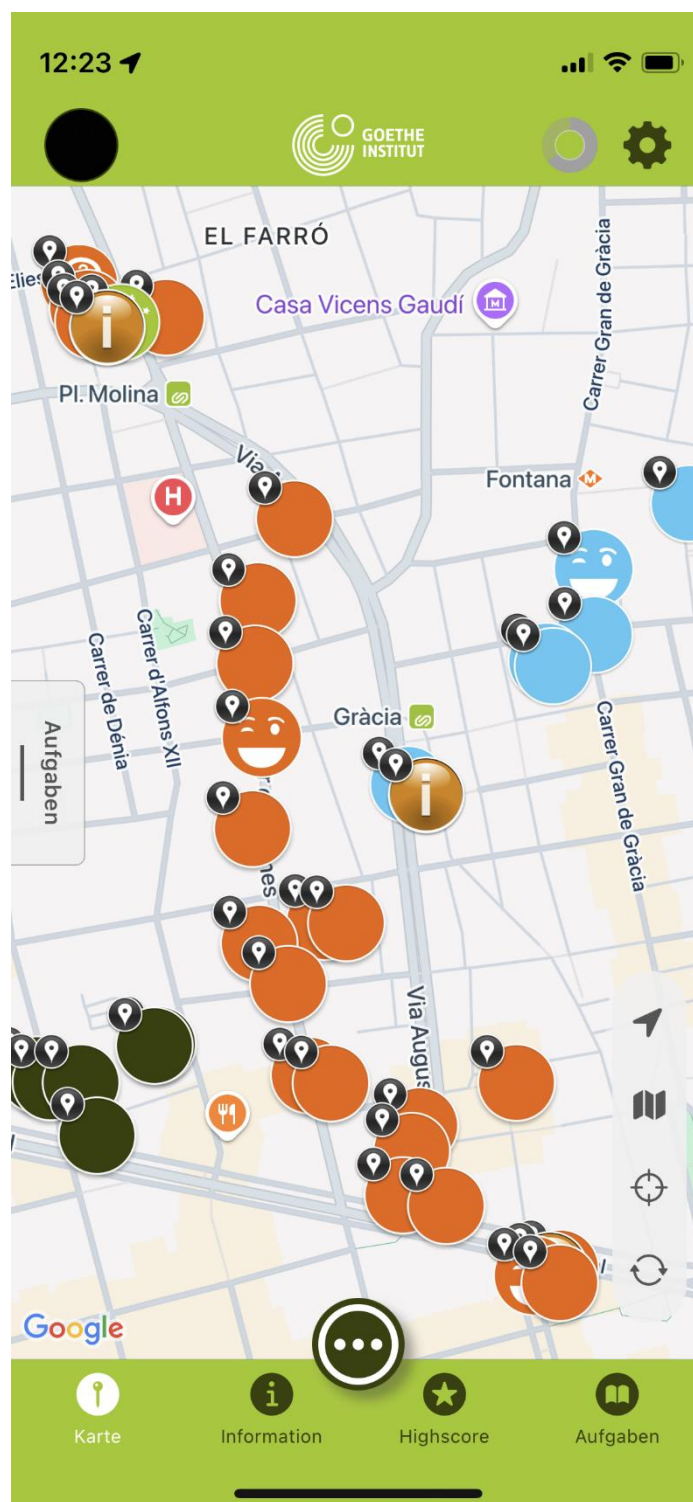 12:23
GOETHE
INSTITUT
EL FARRÓ
Carrer Gran de Gràcia
Casa Vicens Gaudí
M
Pl. Molina
Via
Fontana
M
H
Carrer d'Alfons XII
Carrer de Dénia
Gràcia
Aufgaben
i
i
Carrer Gran de Gràcia
Via Augus
Google
Karte
Information
Highscore
Aufgaben